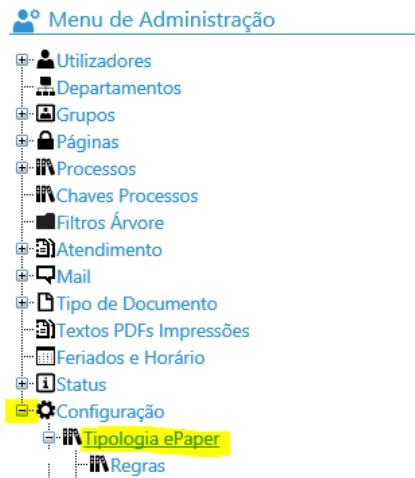 Menu de Administração
Utilizadores
Departamentos
Grupos
Páginas
Processos
Chaves Processos
Filtros Árvore
Atendimento
Mail
Tipo de Documento
Textos PDFs Impressões
Feriados e Horário
Status
Configuração
Tipologia ePaper
Regras